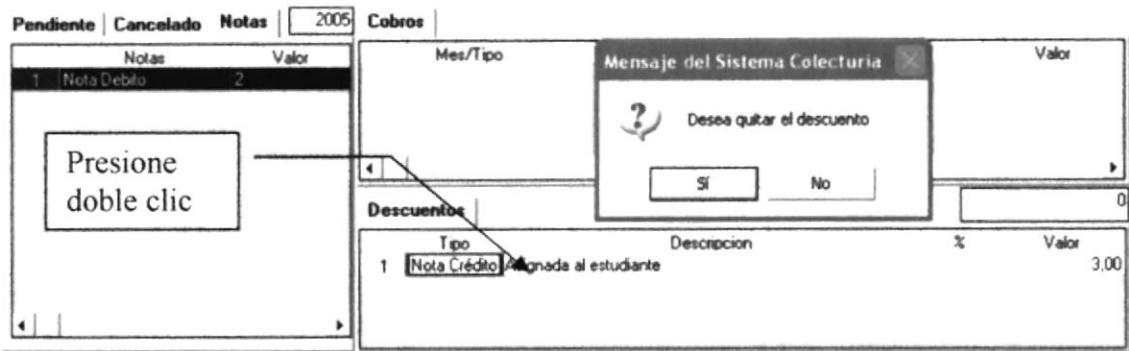 Pendiente Cancelado Notas 2005
Notas Valor
1 Nota Debito 2
Presione
doble clic
Cobros
Mes/Tipo Valor
Mensaje del Sistema Colecturia
Desea quitar el descuento
Sí No
0
Descuentos
Tipo Descripcion % Valor
1 Nota Crédito Asignada al estudiante 3,00